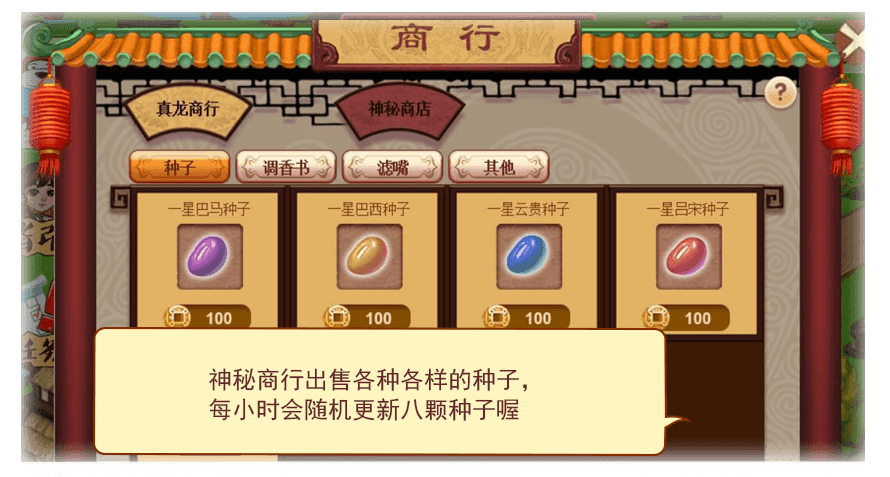 商行
?
真龙商行
神秘商店
种子
调香书
滤嘴
其他
一星巴马种子
一星巴西种子
一星云贵种子
一星吕宋种子
100
100
100
100
神秘商行出售各种各样的种子，
每小时会随机更新八颗种子喔